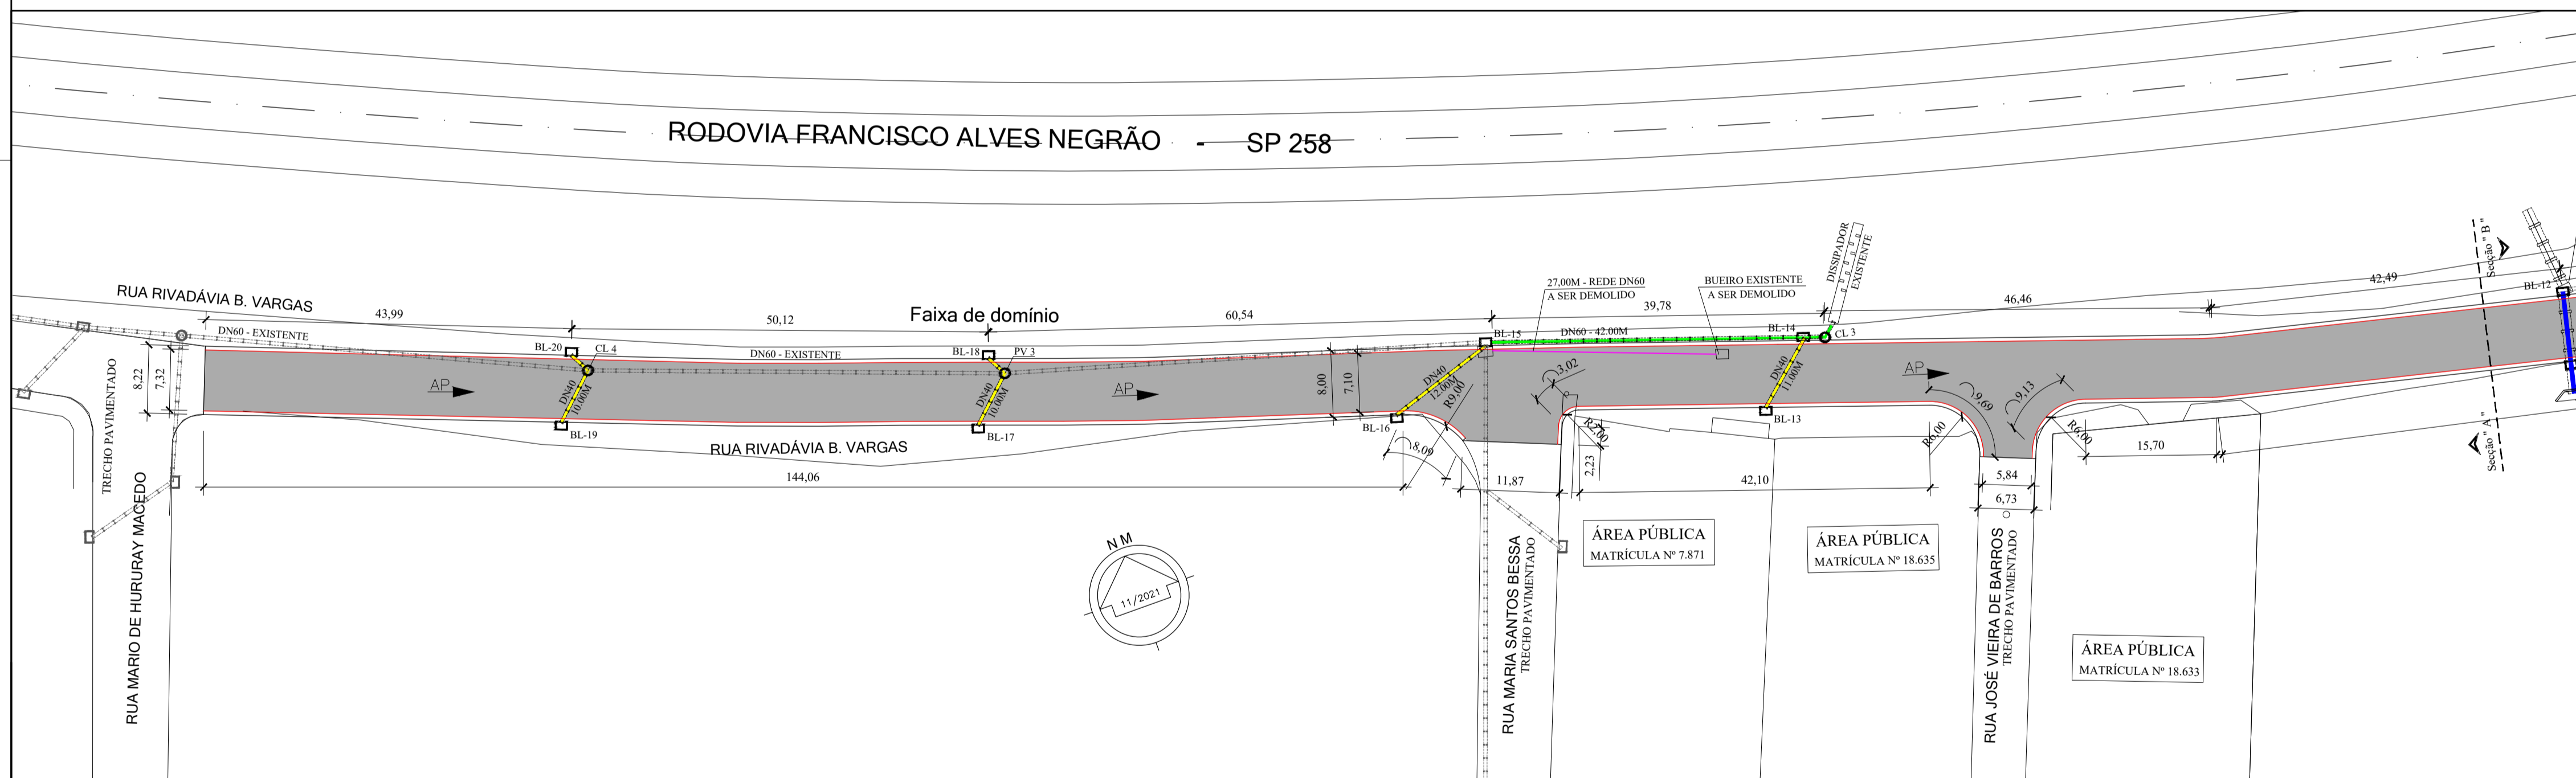 RODOVIA FRANCISCO ALVES NEGRÃO - SP 258
RUA RIVADÁVIA B. VARGAS
43,99
50,12
Faixa de domínio
60,54
27,00M - REDE DN60
A SER DEMOLIDO
BUEIRO EXISTENTE
A SER DEMOLIDO
39,78
DISSIPADOR
EXISTENTE
46,46
42,49
Secção " B "
BL-12
DN60 - EXISTENTE
BL-20
CL 4
DN60 - EXISTENTE
BL-18
PV 3
BL-15
DN60 - 42.00M
BL-14
CL 3
8,22
7,32
AP
DN40
10.00M
DN40
10.00M
AP
8,00
7,10
DN40
12.00M
R9,00
3,02
DN40
11.00M
AP
9,69
9,13
BL-19
BL-17
BL-16
BL-13
R2,00
R6,00
R6,00
TRECHO PAVIMENTADO
RUA MARIO DE HURURAY MACEDO
RUA RIVADÁVIA B. VARGAS
144,06
8,09
11,87
2,23
42,10
5,84
6,73
15,70
Secção " A "
N M
11/2021
RUA MARIA SANTOS BESSA
TRECHO PAVIMENTADO
ÁREA PÚBLICA
MATRÍCULA Nº 7.871
ÁREA PÚBLICA
MATRÍCULA Nº 18.635
RUA JOSÉ VIEIRA DE BARROS
TRECHO PAVIMENTADO
ÁREA PÚBLICA
MATRÍCULA Nº 18.633